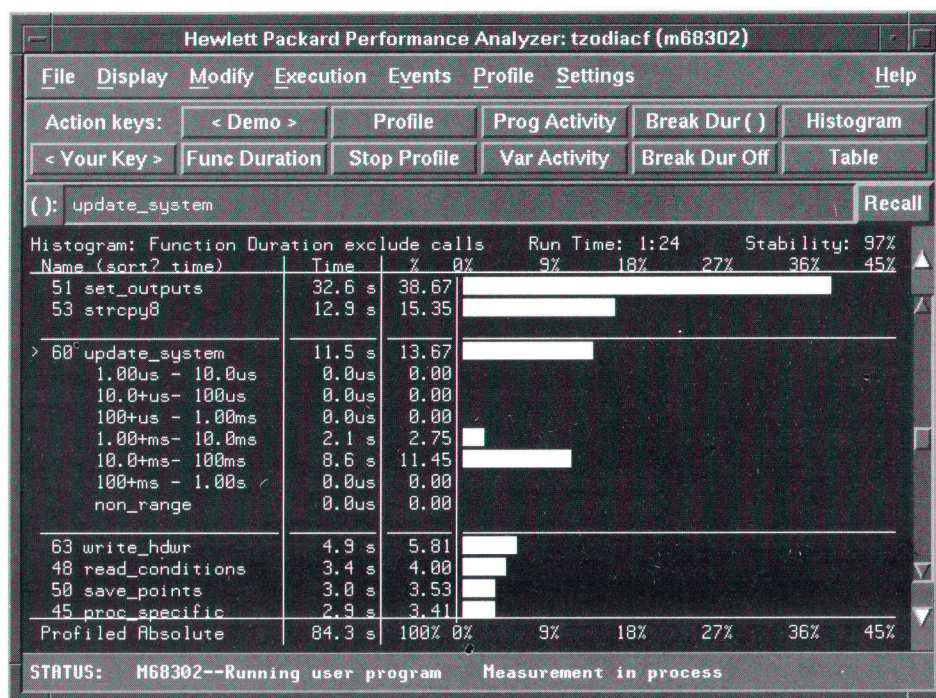 Hewlett Packard Performance Analyzer: tzodiacf (m68302)
File Display Modify Execution Events Profile Settings Help
Action keys: < Demo > Profile Prog Activity Break Dur ( ) Histogram
< Your Key > Func Duration Stop Profile Var Activity Break Dur Off Table
( ): update_system Recall
Histogram: Function Duration exclude calls Run Time: 1:24 Stability: 97%
Name (sort? time) Time % 0% 9% 18% 27% 36% 45%
51 set_outputs 32.6 s 38.67
53 strcpy8 12.9 s 15.35
> 60 update_system 11.5 s 13.67
1.00us - 10.0us 0.0us 0.00
10.0+us- 100us 0.0us 0.00
100+us - 1.00ms 0.0us 0.00
1.00+ms- 10.0ms 2.1 s 2.75
10.0+ms- 100ms 8.6 s 11.45
100+ms - 1.00s 0.0us 0.00
non_range 0.0us 0.00
63 write_hdwr 4.9 s 5.81
48 read_conditions 3.4 s 4.00
50 save_points 3.0 s 3.53
45 proc_specific 2.9 s 3.41
Profiled Absolute 84.3 s 100% 0% 9% 18% 27% 36% 45%
STATUS: M68302--Running user program Measurement in process